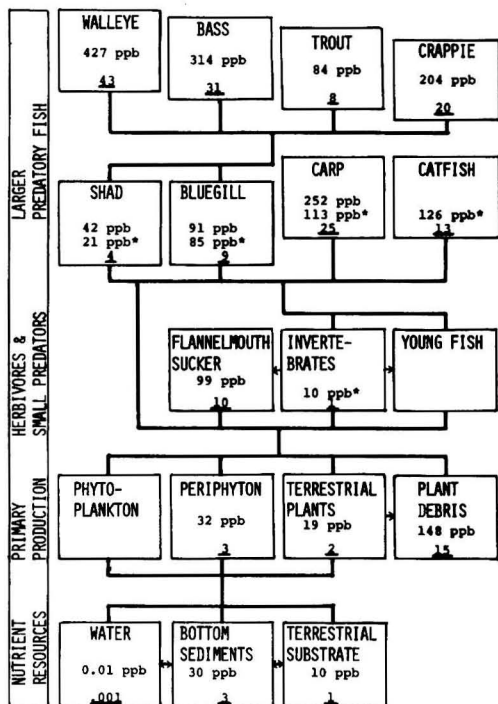 LARGER
PREDATORY FISH
WALLEYE
427 ppb
43
BASS
314 ppb
31
TROUT
84 ppb
8
CRAPPIE
204 ppb
20
SHAD
42 ppb
21 ppb*
4
BLUEGILL
91 ppb
85 ppb*
9
CARP
252 ppb
113 ppb*
25
CATFISH
126 ppb*
13
HERBIVORES &
SMALL PREDATORS
FLANNELMOUTH
SUCKER
99 ppb
10
INVERTE-
BRATES
10 ppb*
YOUNG FISH
PRIMARY
PRODUCTION
PHYTO-
PLANKTON
PERIPHYTON
32 ppb
3
TERRESTRIAL
PLANTS
19 ppb
2
PLANT
DEBRIS
148 ppb
15
NUTRIENT
RESOURCES
WATER
0.01 ppb
.001
BOTTOM
SEDIMENTS
30 ppb
3
TERRESTRIAL
SUBSTRATE
10 ppb
1